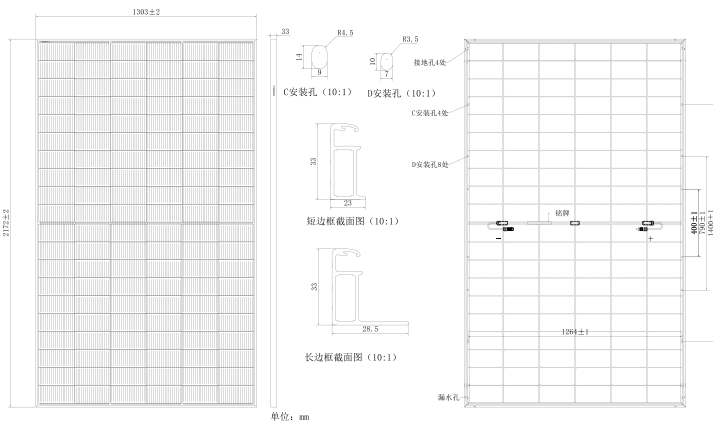 1303±2
2172±2
33
R4.5
14
9
C安装孔（10:1）
R3.5
10
7
D安装孔（10:1）
33
23
短边框截面图（10:1）
33
28.5
长边框截面图（10:1）
单位：mm
接地孔4处
C安装孔4处
D安装孔8处
铭牌
−
+
400±1
790±1
1400±1
1264±1
漏水孔